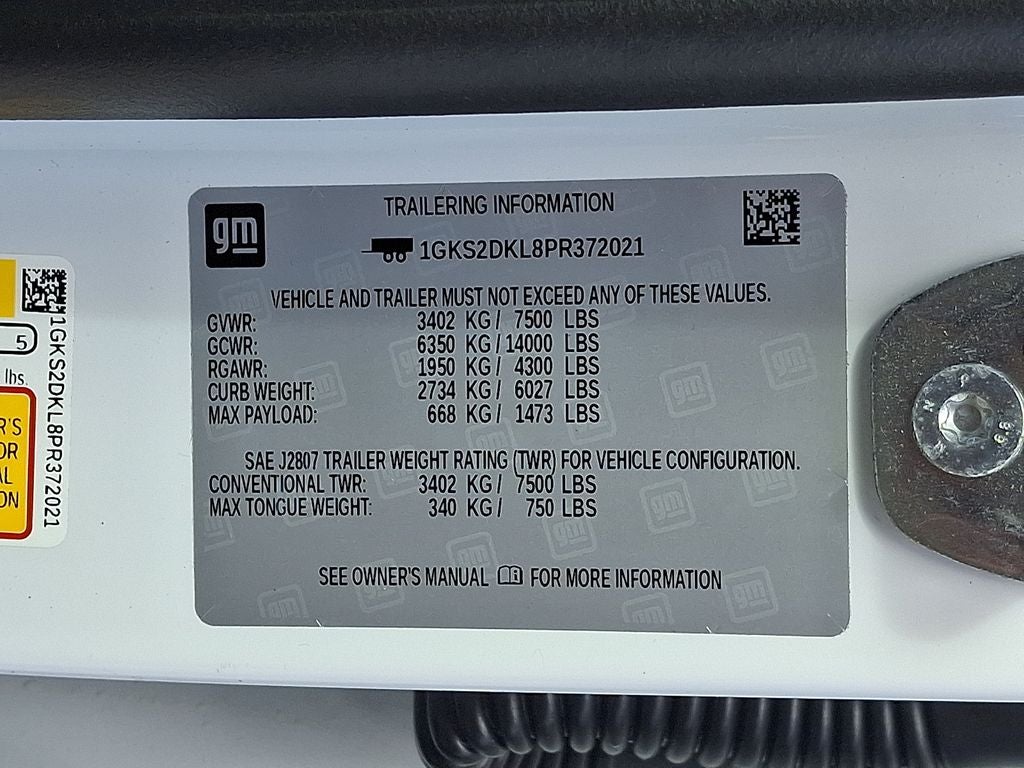 gm
TRAILERING INFORMATION
1GKS2DKL8PR372021
VEHICLE AND TRAILER MUST NOT EXCEED ANY OF THESE VALUES.
GVWR: 3402 KG / 7500 LBS
GCWR: 6350 KG / 14000 LBS
RGAWR: 1950 KG / 4300 LBS
CURB WEIGHT: 2734 KG / 6027 LBS
MAX PAYLOAD: 668 KG / 1473 LBS
SAE J2807 TRAILER WEIGHT RATING (TWR) FOR VEHICLE CONFIGURATION.
CONVENTIONAL TWR: 3402 KG / 7500 LBS
MAX TONGUE WEIGHT: 340 KG / 750 LBS
SEE OWNER'S MANUAL FOR MORE INFORMATION
1GKS2DKL8PR372021
5
lbs.